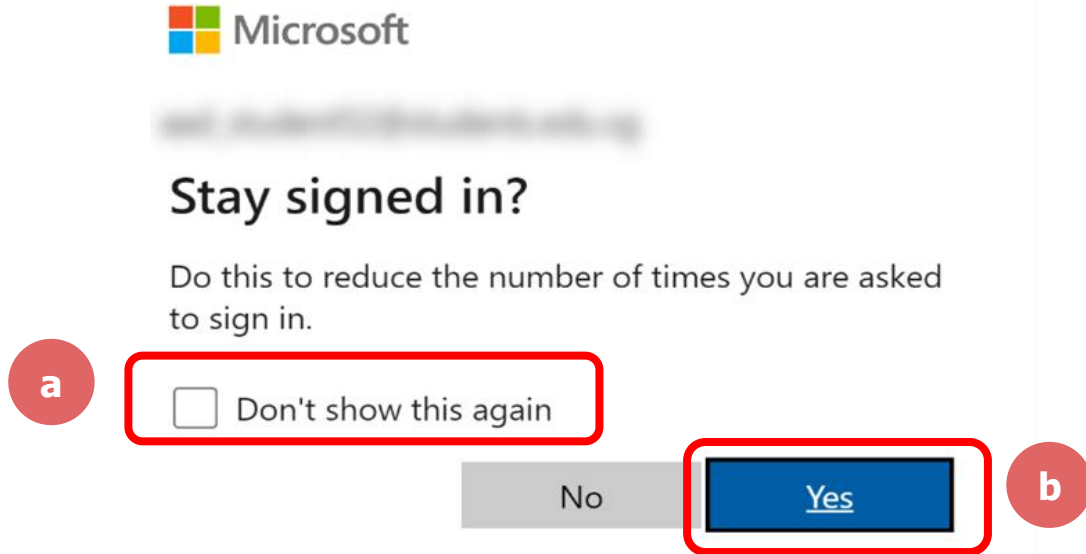 Microsoft
Stay signed in?
Do this to reduce the number of times you are asked
to sign in.
a
Don't show this again
No
Yes
b